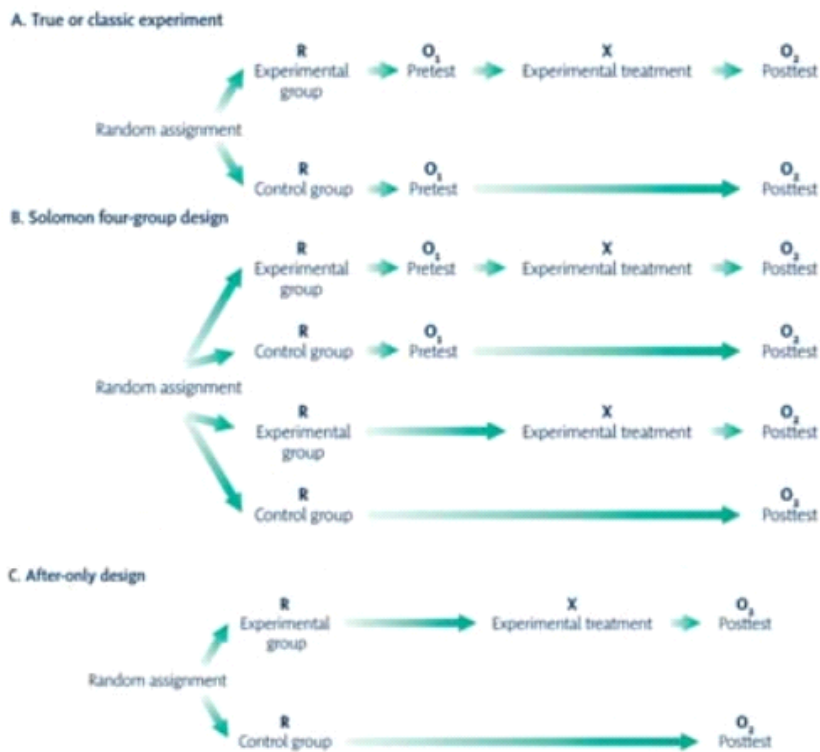 A. True or classic experiment
R O₁ X O₂
Experimental Pretest Experimental treatment Posttest
group
Random assignment
R O₁ O₂
Control group Pretest Posttest
B. Solomon four-group design
R O₁ X O₂
Experimental Pretest Experimental treatment Posttest
group
R O₁ O₂
Control group Pretest Posttest
Random assignment
R X O₂
Experimental Experimental treatment Posttest
group
R O₂
Control group Posttest
C. After-only design
R X O
Experimental Experimental treatment Posttest
group
Random assignment
R O
Control group Posttest